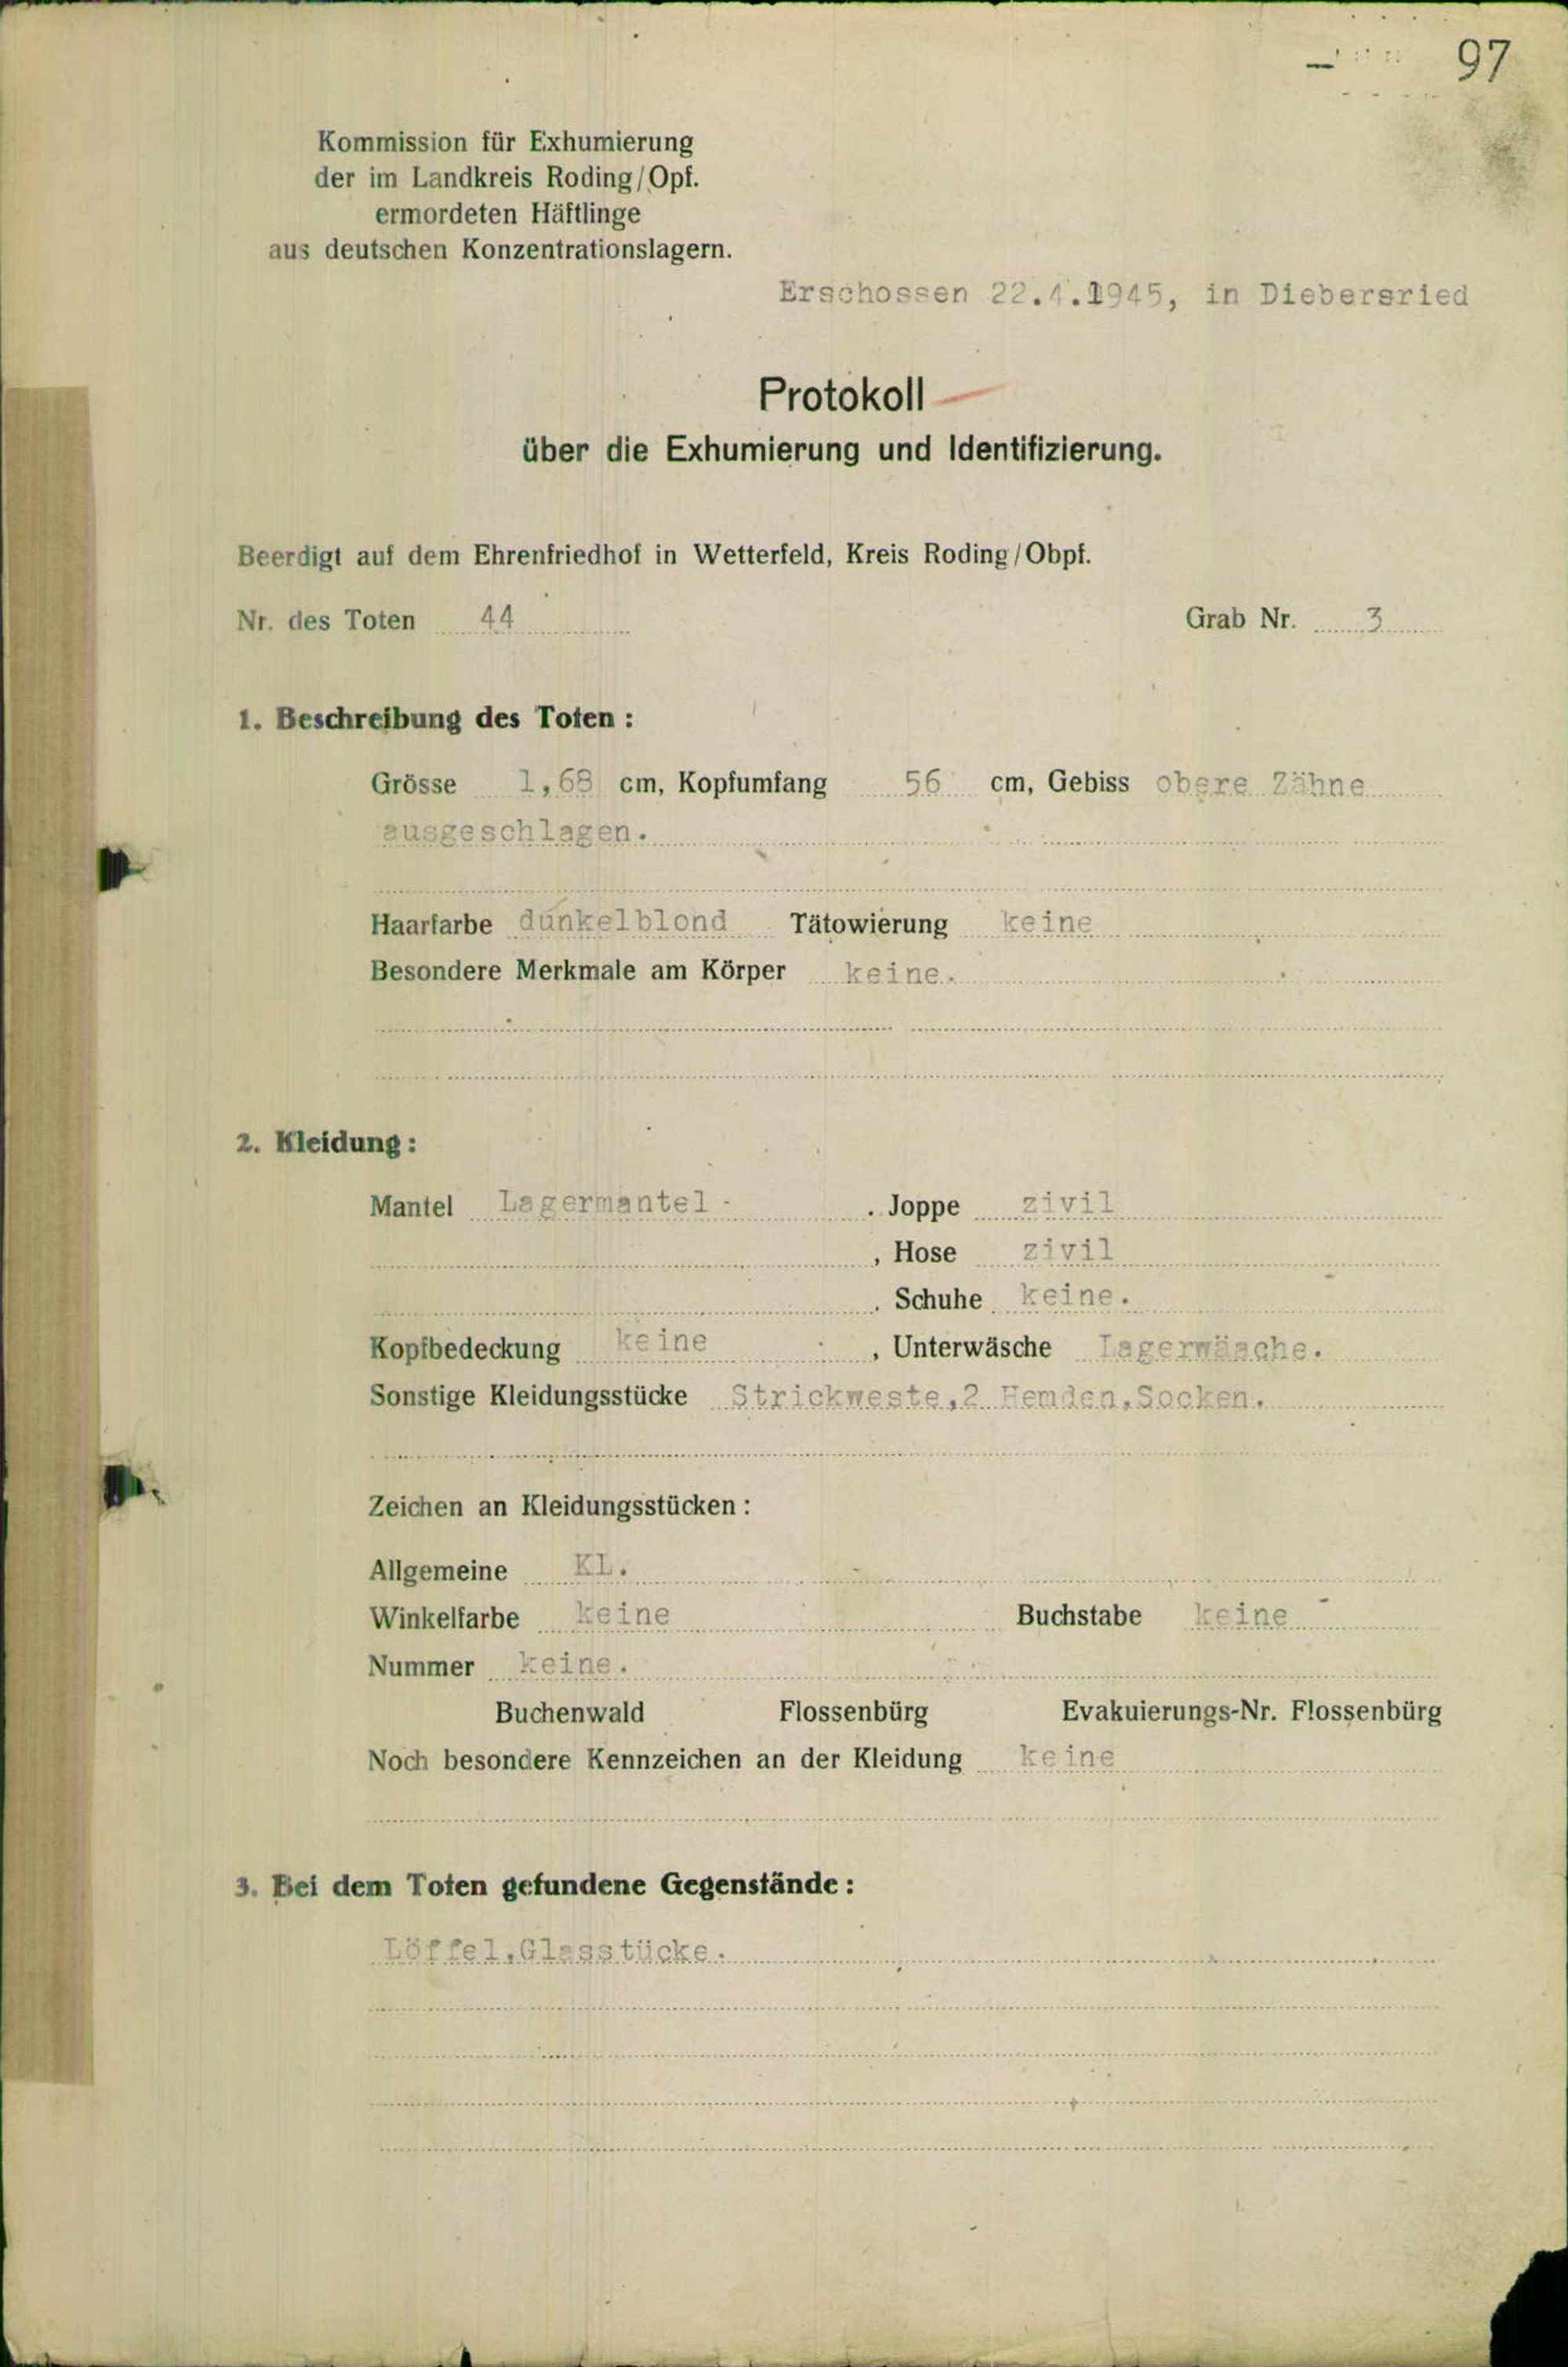 97
Kommission für Exhumierung
der im Landkreis Roding/Opf.
ermordeten Häftlinge
aus deutschen Konzentrationslagern.
Erschossen 22.4.1945, in Diebersried
Protokoll
über die Exhumierung und Identifizierung.
Beerdigt auf dem Ehrenfriedhof in Wetterfeld, Kreis Roding/Obpf.
Nr. des Toten 44 Grab Nr. 3
1. Beschreibung des Toten:
Grösse 1,68 cm, Kopfumfang 56 cm, Gebiss obere Zähne
ausgeschlagen.
Haarfarbe dunkelblond Tätowierung keine
Besondere Merkmale am Körper keine.
2. Kleidung:
Mantel Lagermantel - . Joppe zivil
, Hose zivil
, Schuhe keine.
Kopfbedeckung keine , Unterwäsche Lagerwäsche.
Sonstige Kleidungsstücke Strickweste,2 Hemden,Socken.
Zeichen an Kleidungsstücken:
Allgemeine KL.
Winkelfarbe keine Buchstabe keine
Nummer keine.
Buchenwald Flossenbürg Evakuierungs-Nr. Flossenbürg
Noch besondere Kennzeichen an der Kleidung keine
3. Bei dem Toten gefundene Gegenstände:
Löffel,Glasstücke.